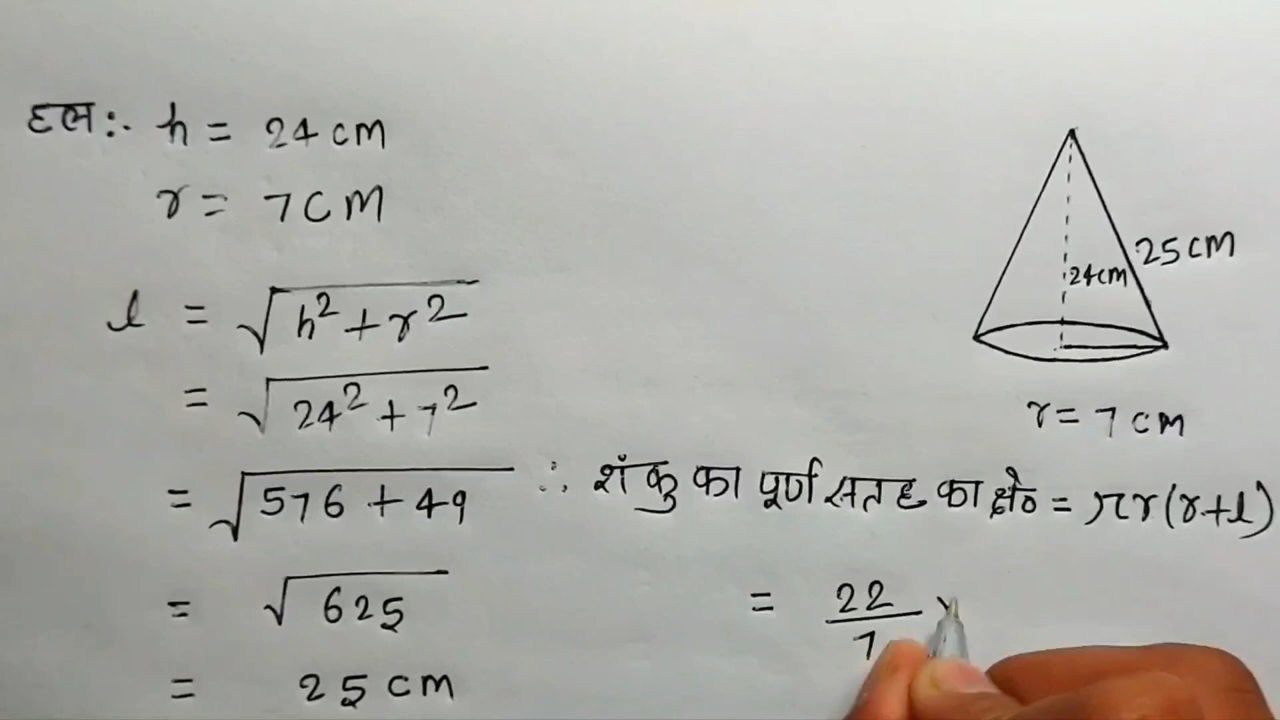 हल:- h = 24 cm
r = 7 CM
l = √h² + r²
= √24² + 7²
= √576 + 49
= √625
= 25 cm
25 cm
24 cm
r = 7 cm
∴ शंकु का पूर्ण सतह का क्षे० = πr(r+l)
= 22/7 ×